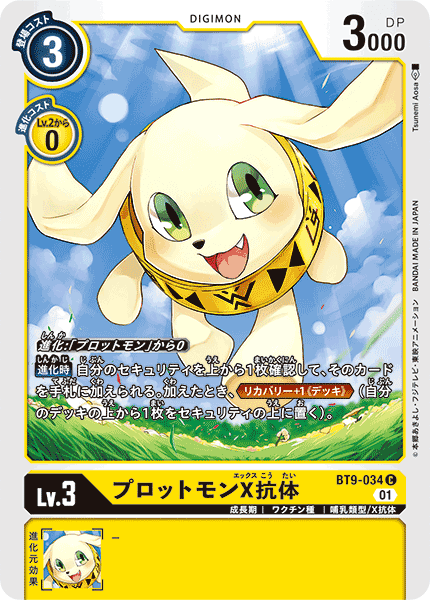 DIGIMON
登場コスト
3
DP
3000
進化コスト
Lv.2から
0
Tsunemi Aosa
BANDAI MADE IN JAPAN
© 本郷あきよし・フジテレビ・東映アニメーション
進化:「プロットモン」から0
進化時 自分のセキュリティを上から1枚確認して、そのカード
を手札に加えられる。加えたとき、リカバリー+1《デッキ》(自分
のデッキの上から1枚をセキュリティの上に置く)。
Lv.3
プロットモンX抗体
エックス こう たい
BT9-034 C
01
成長期 | ワクチン種 | 哺乳類型/X抗体
進化元効果
－